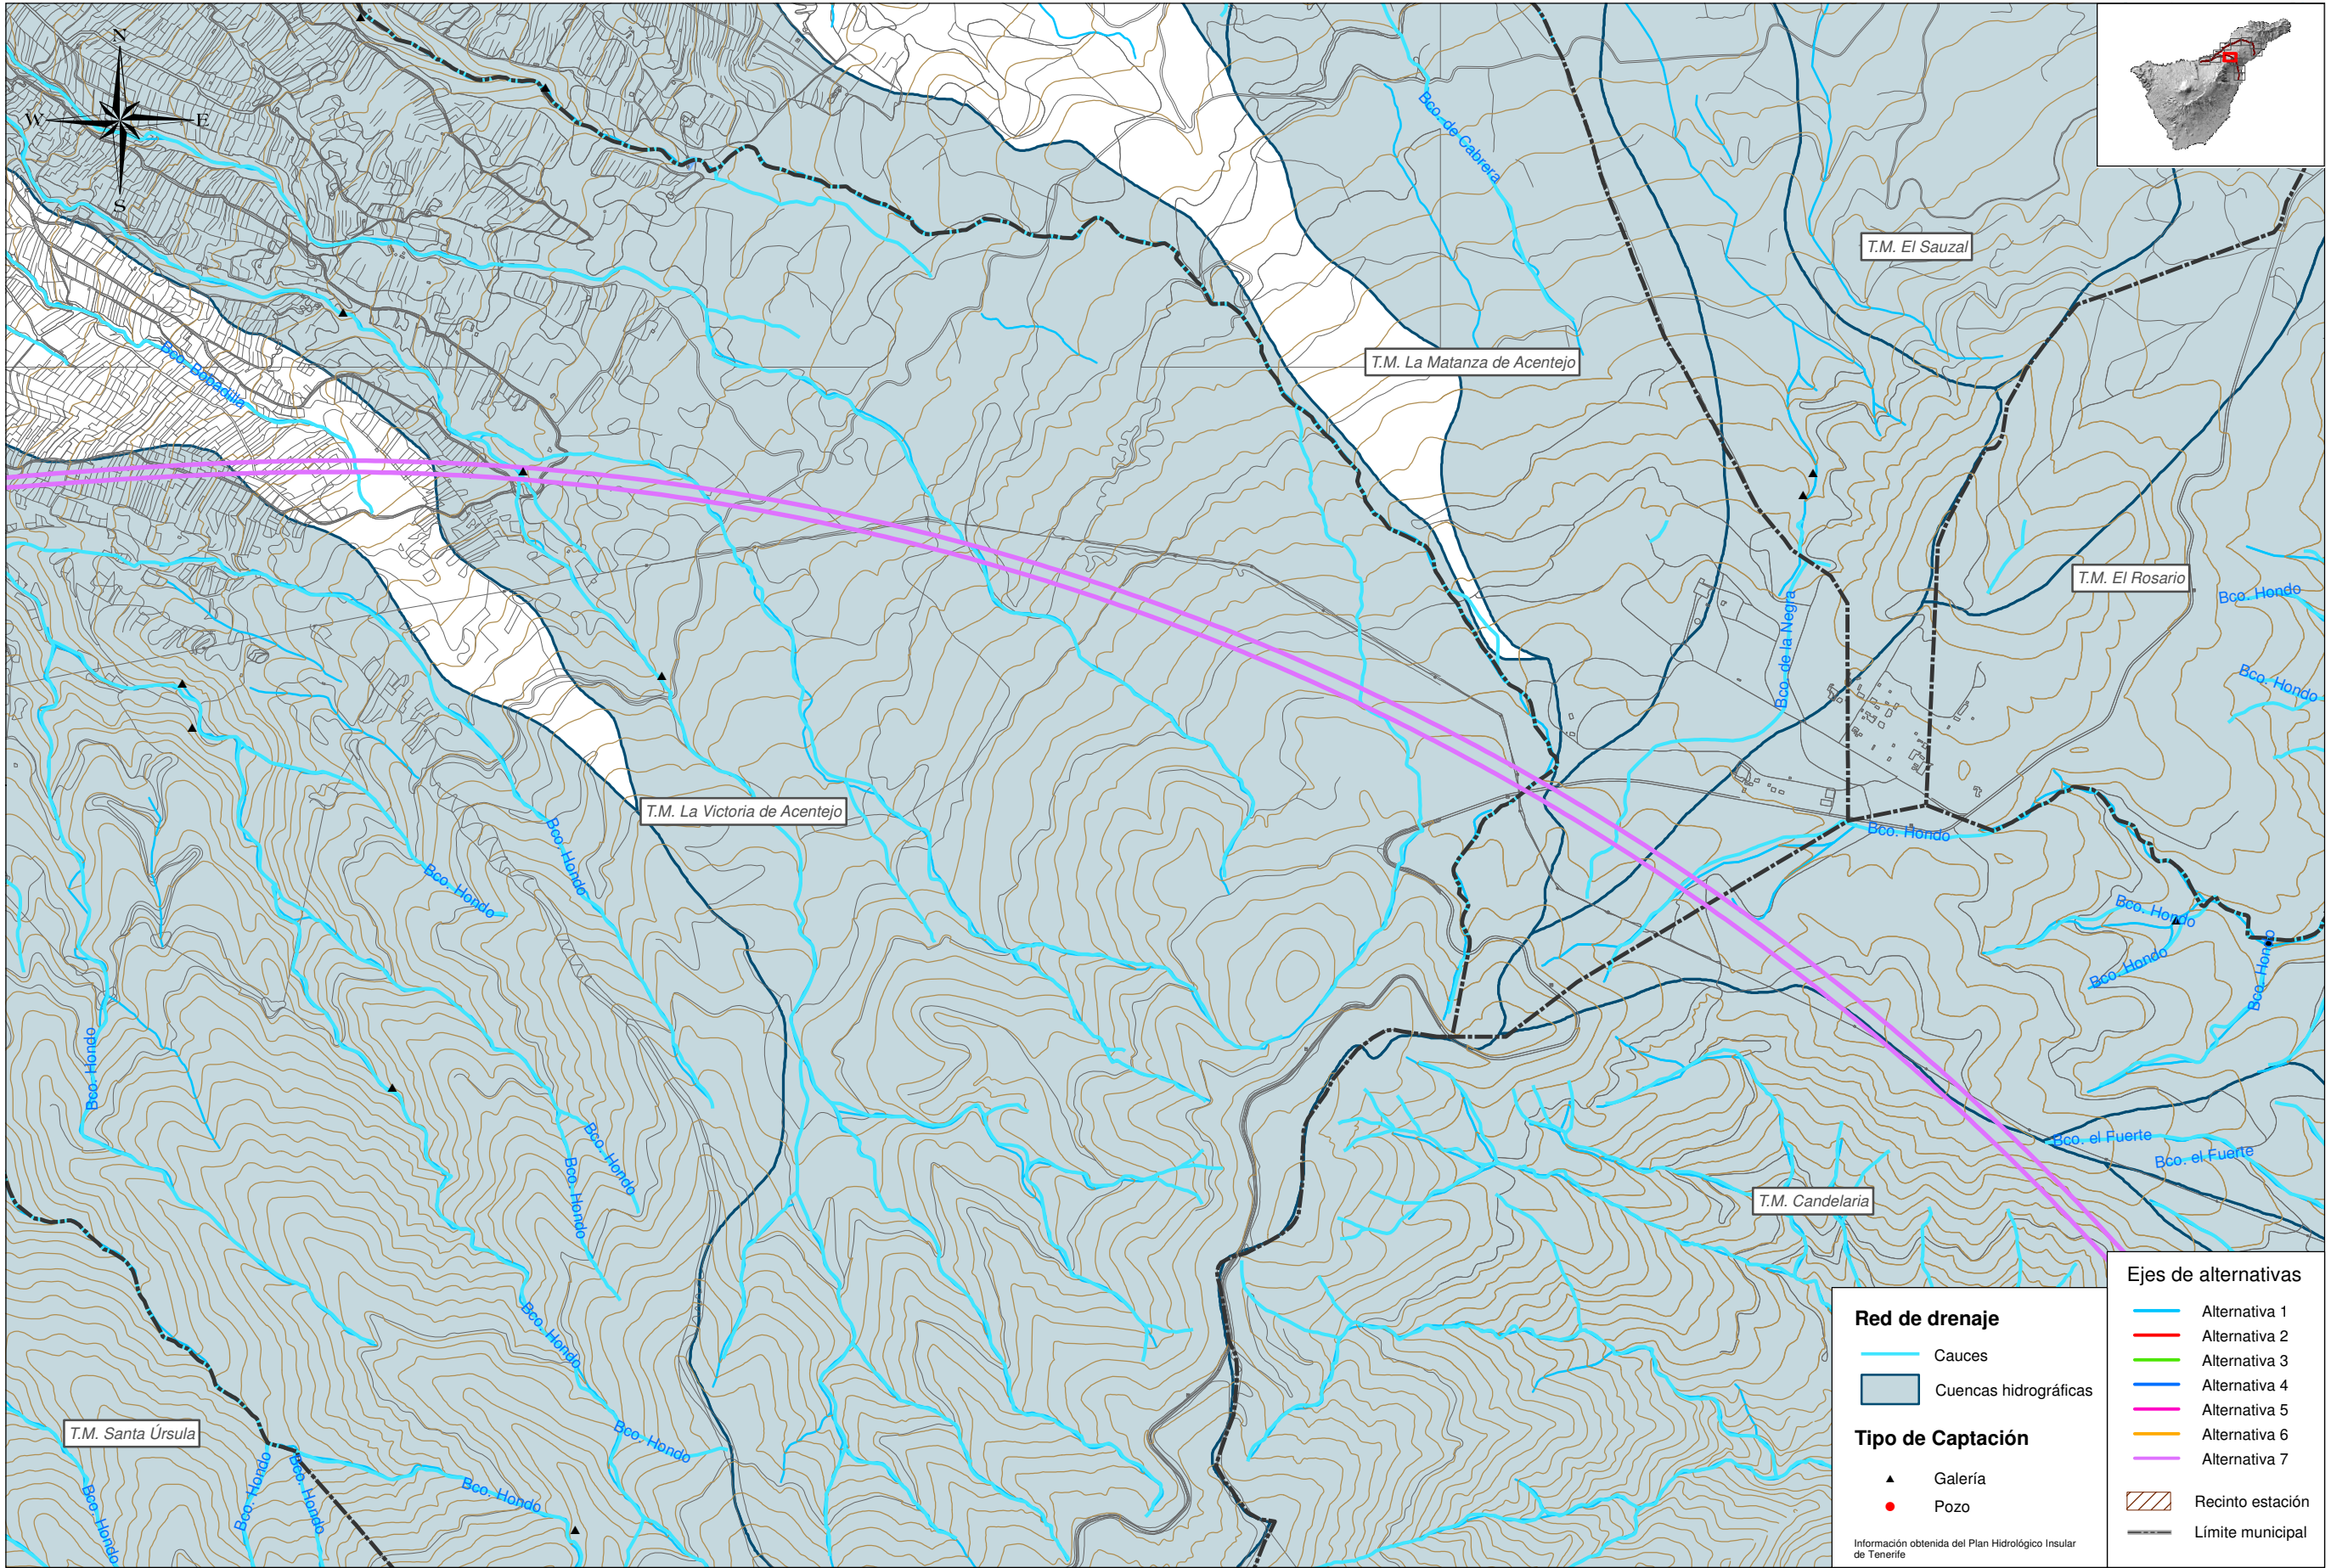 N
W
E
S
Bco. de Cabrera
T.M. El Sauzal
T.M. La Matanza de Acentejo
Bco. Bobadilla
T.M. El Rosario
Bco. Hondo
Bco. de la Negra
Bco. Hondo
T.M. La Victoria de Acentejo
Bco. Hondo
Bco. Hondo
Bco. Hondo
Bco. Hondo
Bco. Hondo
Bco. Hondo
Bco. Hondo
Bco. el Fuerte
Bco. el Fuerte
T.M. Candelaria
Bco. Hondo
Bco. Hondo
Bco. Hondo
Bco. Hondo
Bco. Hondo
T.M. Santa Úrsula
Bco. Hondo
Bco. Hondo
Bco. Hondo
Bco. Hondo
Red de drenaje
Cauces
Cuencas hidrográficas
Tipo de Captación
Galería
Pozo
Información obtenida del Plan Hidrológico Insular
de Tenerife
Ejes de alternativas
Alternativa 1
Alternativa 2
Alternativa 3
Alternativa 4
Alternativa 5
Alternativa 6
Alternativa 7
Recinto estación
Límite municipal